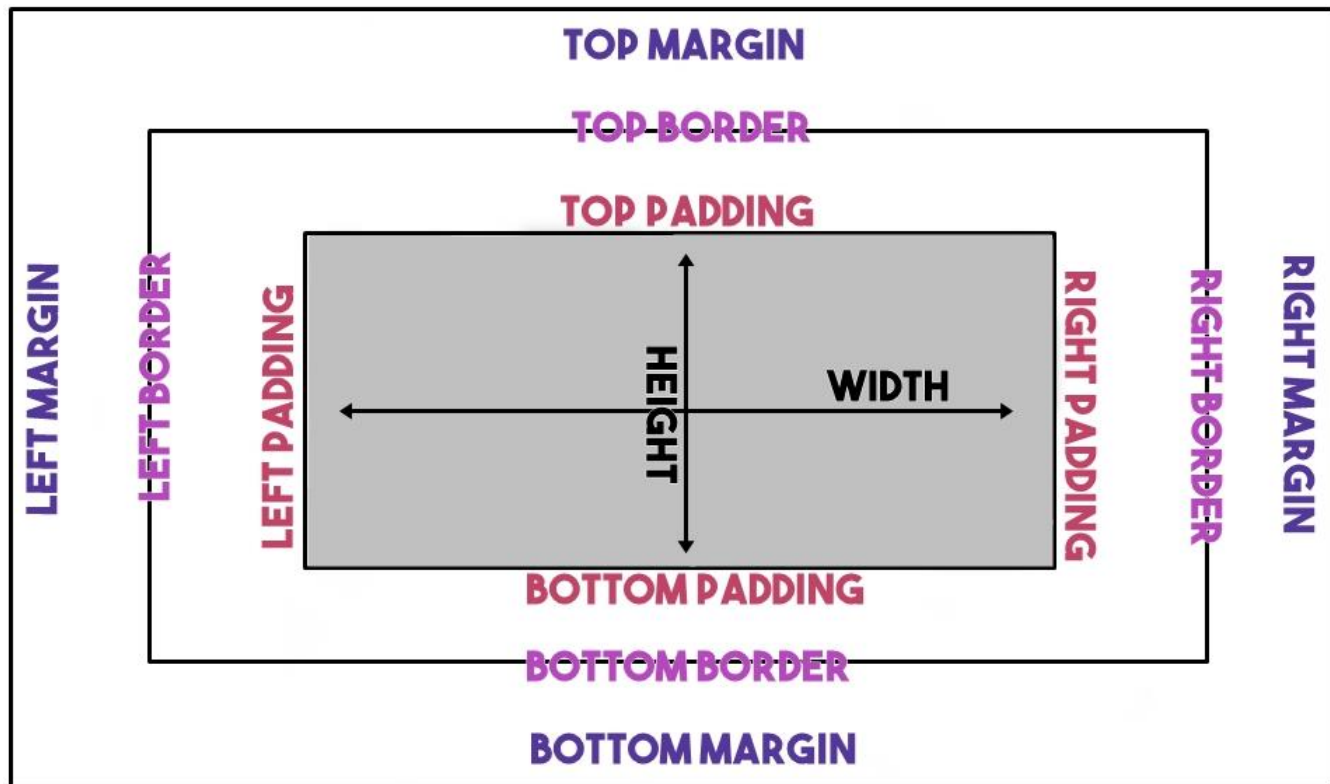 TOP MARGIN
TOP BORDER
TOP PADDING
LEFT MARGIN
LEFT BORDER
LEFT PADDING
HEIGHT
WIDTH
RIGHT PADDING
RIGHT BORDER
RIGHT MARGIN
BOTTOM PADDING
BOTTOM BORDER
BOTTOM MARGIN